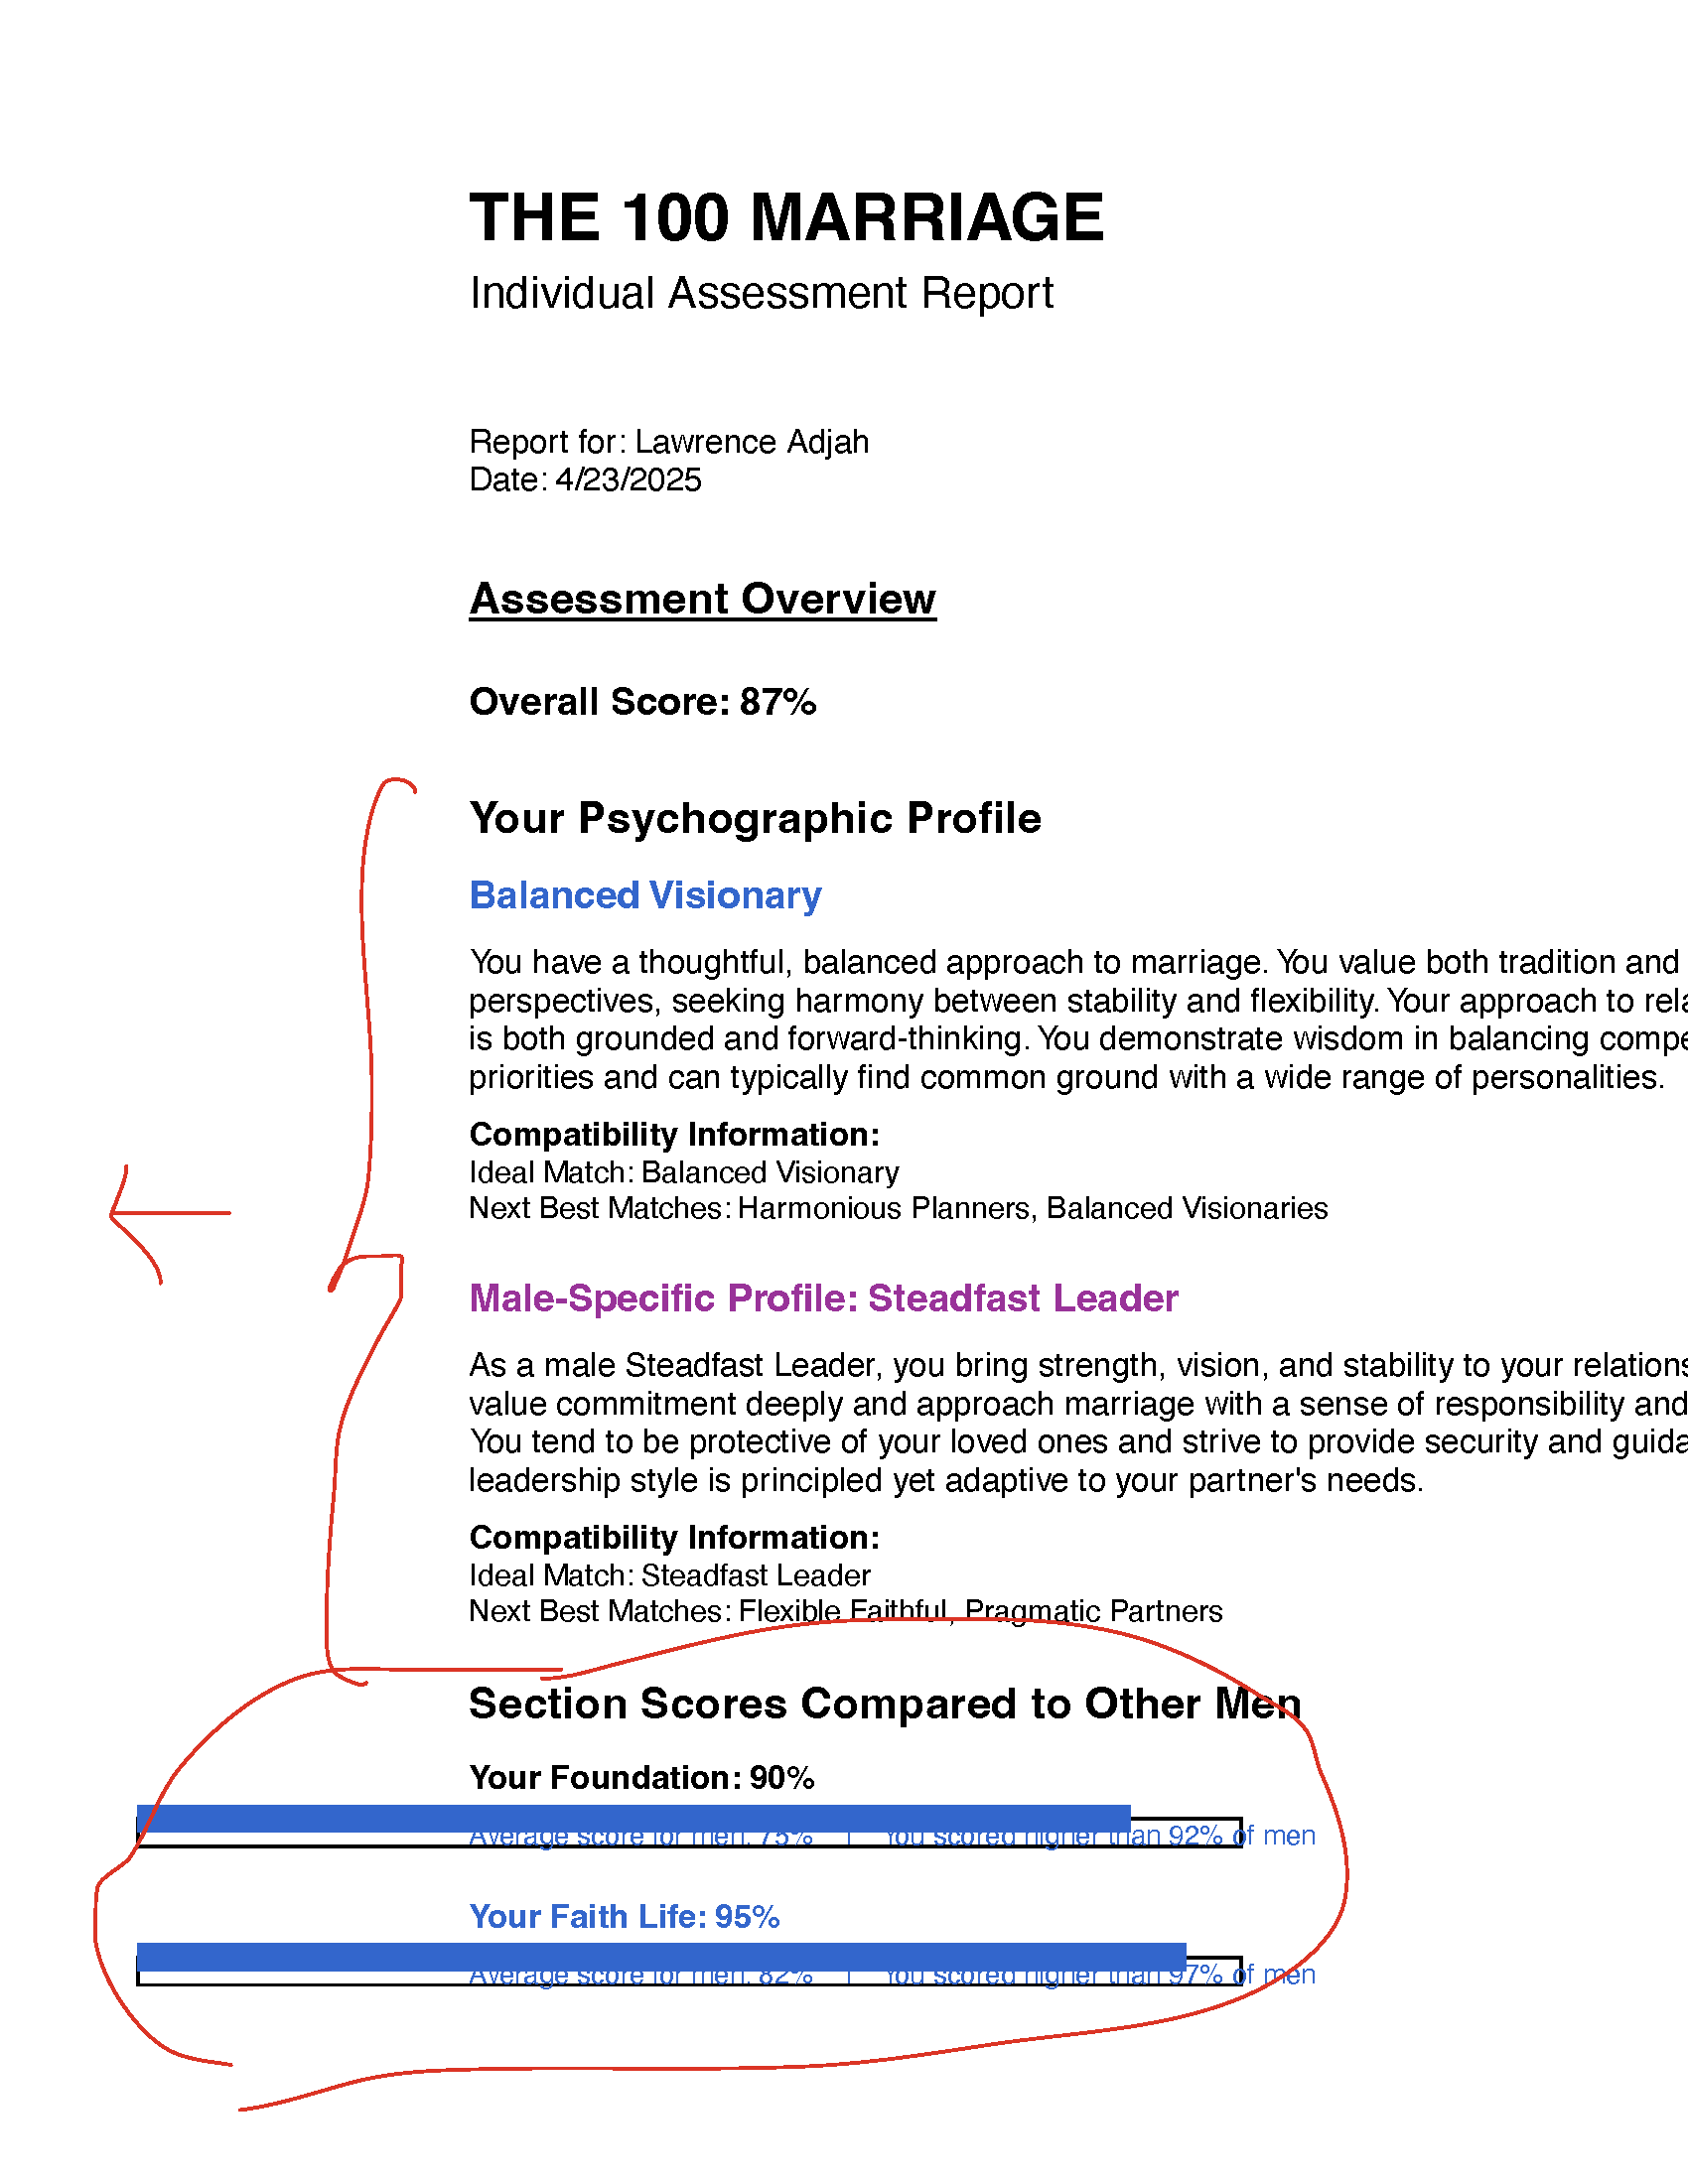 THE 100 MARRIAGE
Individual Assessment Report
Report for: Lawrence Adjah
Date: 4/23/2025
Assessment Overview
Overall Score: 87%
Your Psychographic Profile
Balanced Visionary
You have a thoughtful, balanced approach to marriage. You value both tradition and
perspectives, seeking harmony between stability and flexibility. Your approach to rela
is both grounded and forward-thinking. You demonstrate wisdom in balancing compe
priorities and can typically find common ground with a wide range of personalities.
Compatibility Information:
Ideal Match: Balanced Visionary
Next Best Matches: Harmonious Planners, Balanced Visionaries
Male-Specific Profile: Steadfast Leader
As a male Steadfast Leader, you bring strength, vision, and stability to your relations
value commitment deeply and approach marriage with a sense of responsibility and
You tend to be protective of your loved ones and strive to provide security and guida
leadership style is principled yet adaptive to your partner's needs.
Compatibility Information:
Ideal Match: Steadfast Leader
Next Best Matches: Flexible Faithful, Pragmatic Partners
Section Scores Compared to Other Men
Your Foundation: 90%
Average score for men: 75% | You scored higher than 92% of men
Your Faith Life: 95%
Average score for men: 82% | You scored higher than 97% of men